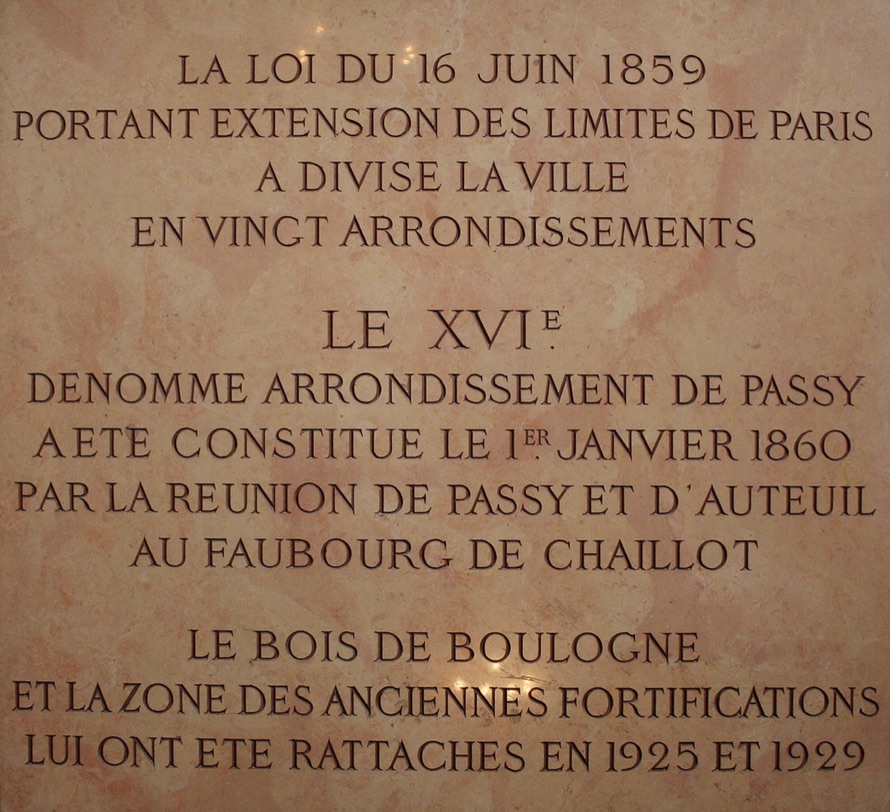 LA LOI DU 16 JUIN 1859
PORTANT EXTENSION DES LIMITES DE PARIS
A DIVISE LA VILLE
EN VINGT ARRONDISSEMENTS
LE XVIE.
DENOMME ARRONDISSEMENT DE PASSY
A ETE CONSTITUE LE 1ER. JANVIER 1860
PAR LA REUNION DE PASSY ET D'AUTEUIL
AU FAUBOURG DE CHAILLOT
LE BOIS DE BOULOGNE
ET LA ZONE DES ANCIENNES FORTIFICATIONS
LUI ONT ETE RATTACHES EN 1925 ET 1929